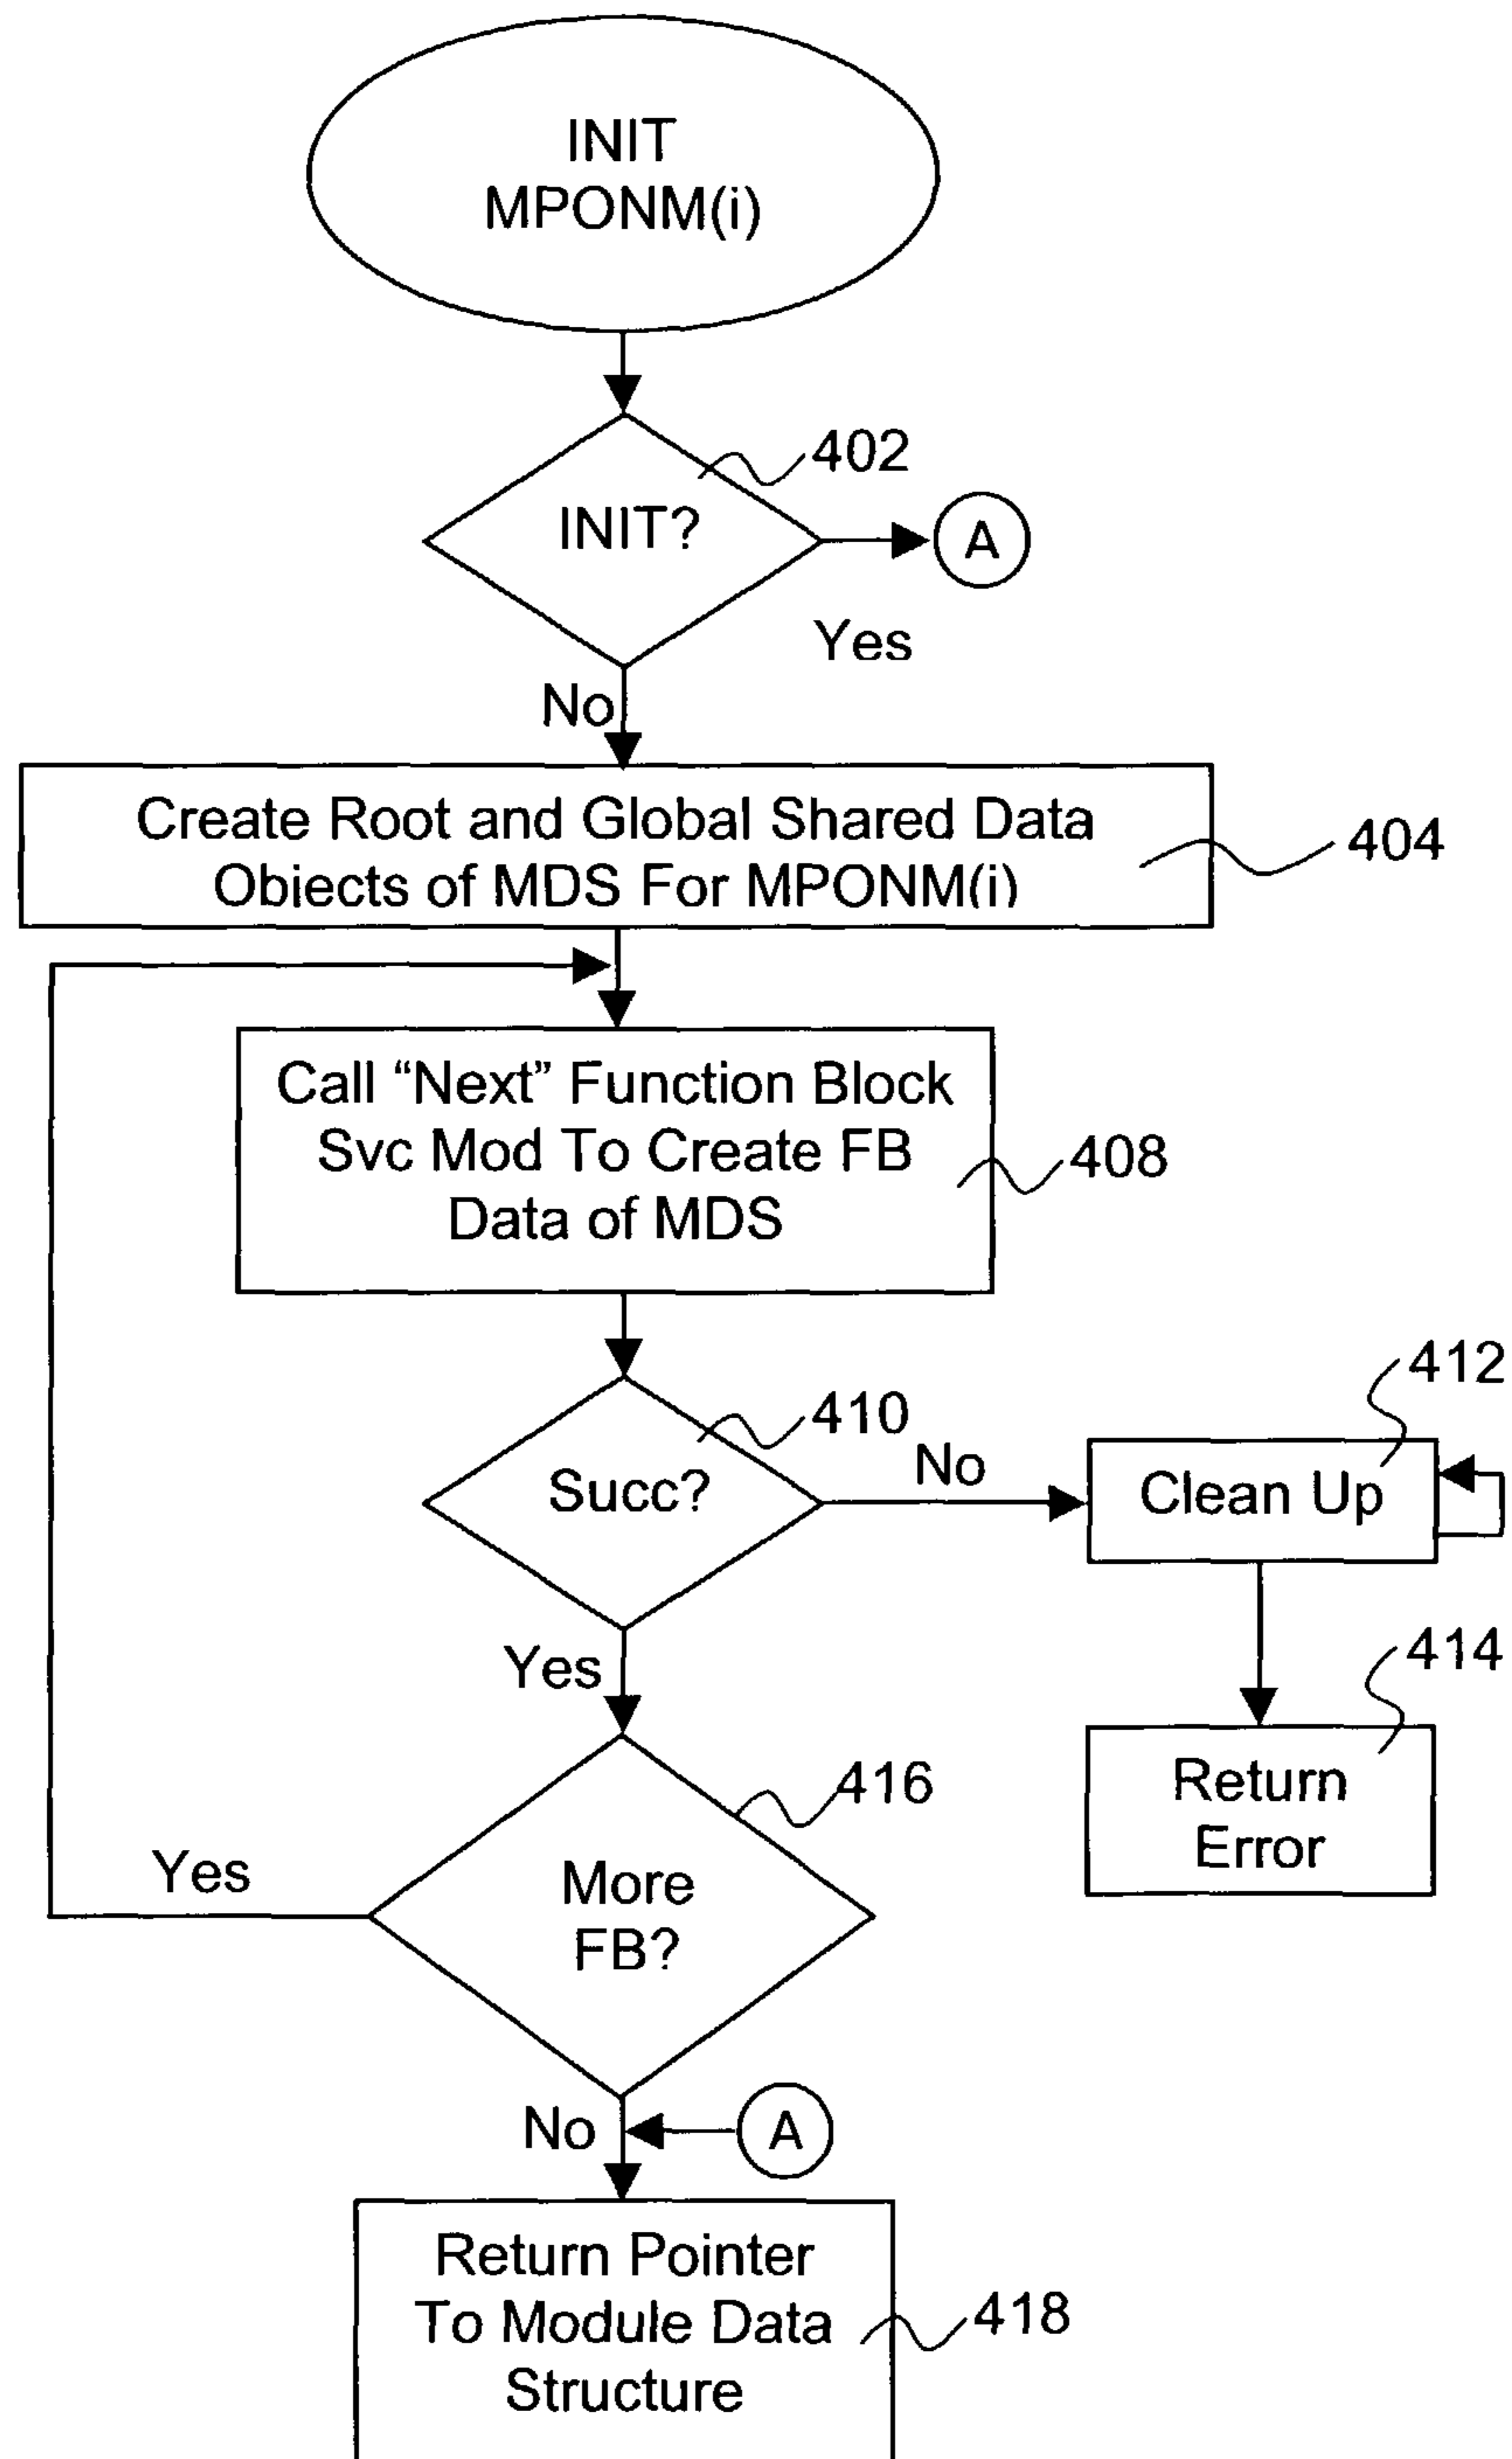 INIT
MPONM(i)
402
INIT?
A
Yes
No
Create Root and Global Shared Data
Objects of MDS For MPONM(i)
404
Call “Next” Function Block
Svc Mod To Create FB
Data of MDS
408
412
410
No
Succ?
Clean Up
Yes
414
Return
Error
416
Yes
More
FB?
No
A
Return Pointer
To Module Data
Structure
418